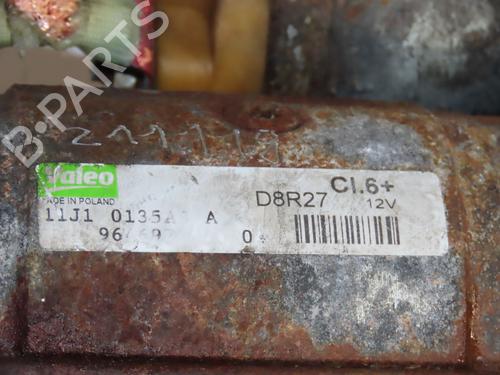 B-PARTS
Valeo
MADE IN POLAND
D8R27
CI.6+
12V
11J1 0135A A